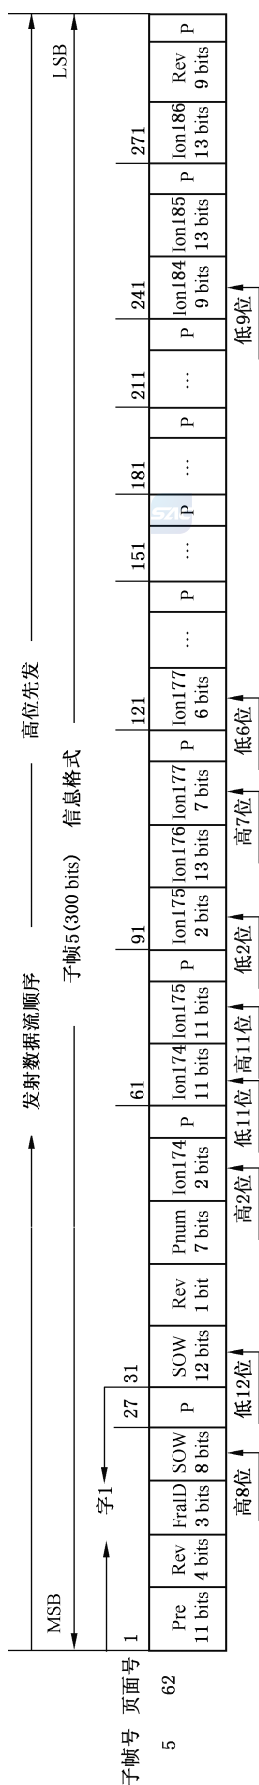 发射数据流顺序 高位先发
MSB 子帧5(300 bits) 信息格式 LSB
字1
子帧号 页面号 1 27 31 61 91 121 151 181 211 241 271
5 62
Pre 11 bits
Rev 4 bits
FraID 3 bits
SOW 8 bits
P
SOW 12 bits
Rev 1 bit
Pnum 7 bits
Ion174 2 bits
P
Ion174 11 bits
Ion175 11 bits
P
Ion175 2 bits
Ion176 13 bits
Ion177 7 bits
P
Ion177 6 bits
…
P
…
P
…
P
…
P
Ion184 9 bits
Ion185 13 bits
P
Ion186 13 bits
Rev 9 bits
P
高8位 低12位 高2位 低11位 高11位 低2位 高7位 低6位 低9位